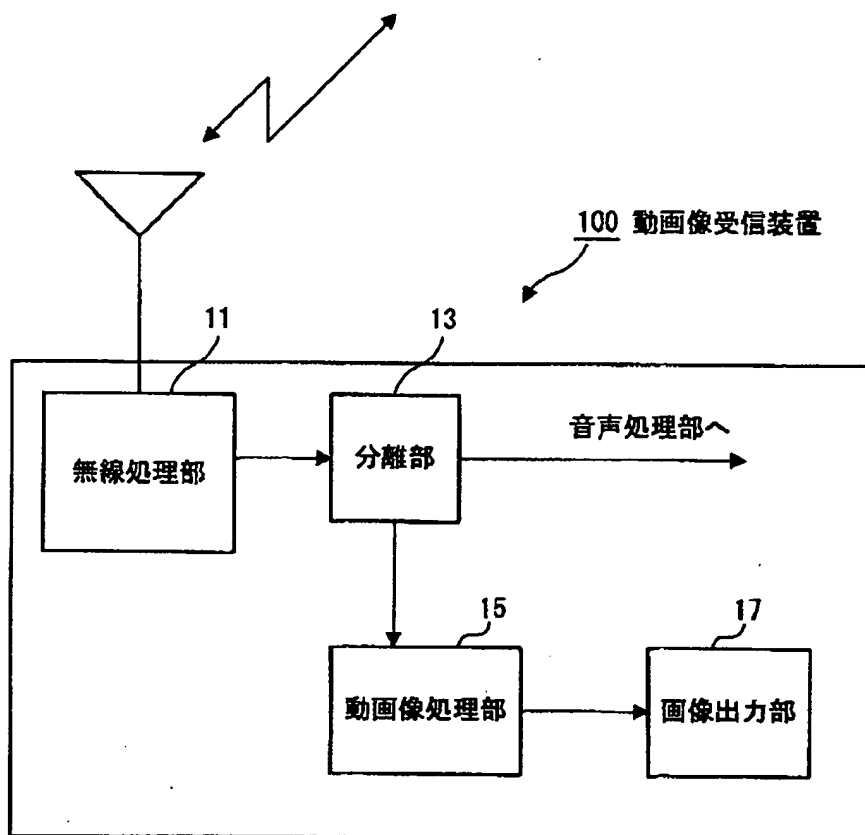 100 動画像受信装置
11
13
無線処理部
分離部
音声処理部へ
15
17
動画像処理部
画像出力部